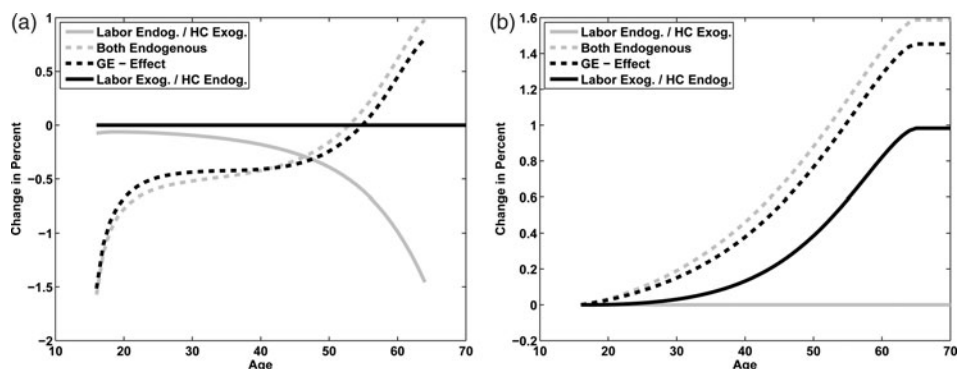 (a)
1
0.5
0
−0.5
−1
−1.5
−2
Change in Percent
Labor Endog. / HC Exog.
Both Endogenous
GE − Effect
Labor Exog. / HC Endog.
10 20 30 40 50 60 70
Age
(b)
1.6
1.4
1.2
1
0.8
0.6
0.4
0.2
0
−0.2
Change in Percent
Labor Endog. / HC Exog.
Both Endogenous
GE − Effect
Labor Exog. / HC Endog.
10 20 30 40 50 60 70
Age